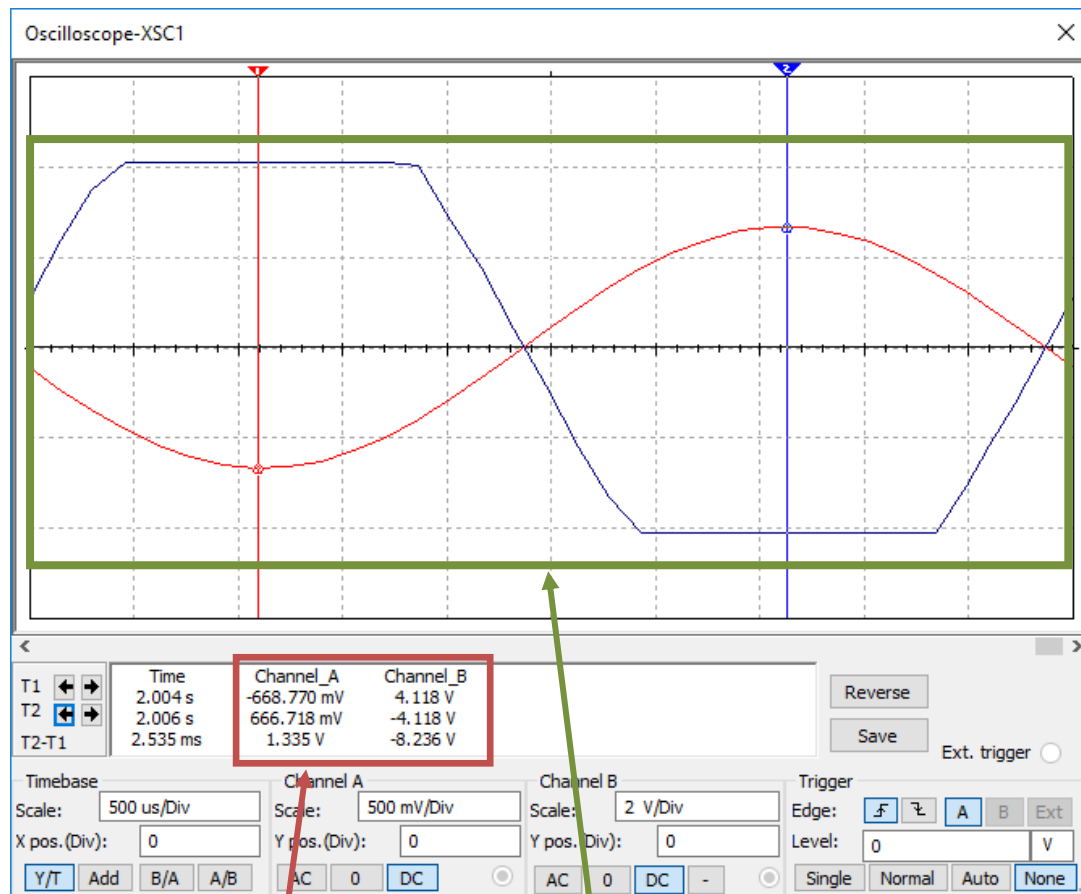 Oscilloscope-XSC1
1 2
Time Channel_A Channel_B
T1 2.004 s -668.770 mV 4.118 V
T2 2.006 s 666.718 mV -4.118 V
T2-T1 2.535 ms 1.335 V -8.236 V
Reverse
Save
Ext. trigger
Timebase Channel A Channel B Trigger
Scale: 500 us/Div Scale: 500 mV/Div Scale: 2 V/Div Edge: A B Ext
X pos.(Div): 0 Y pos.(Div): 0 Y pos.(Div): 0 Level: 0 V
Y/T Add B/A A/B AC 0 DC AC 0 DC - Single Normal Auto None